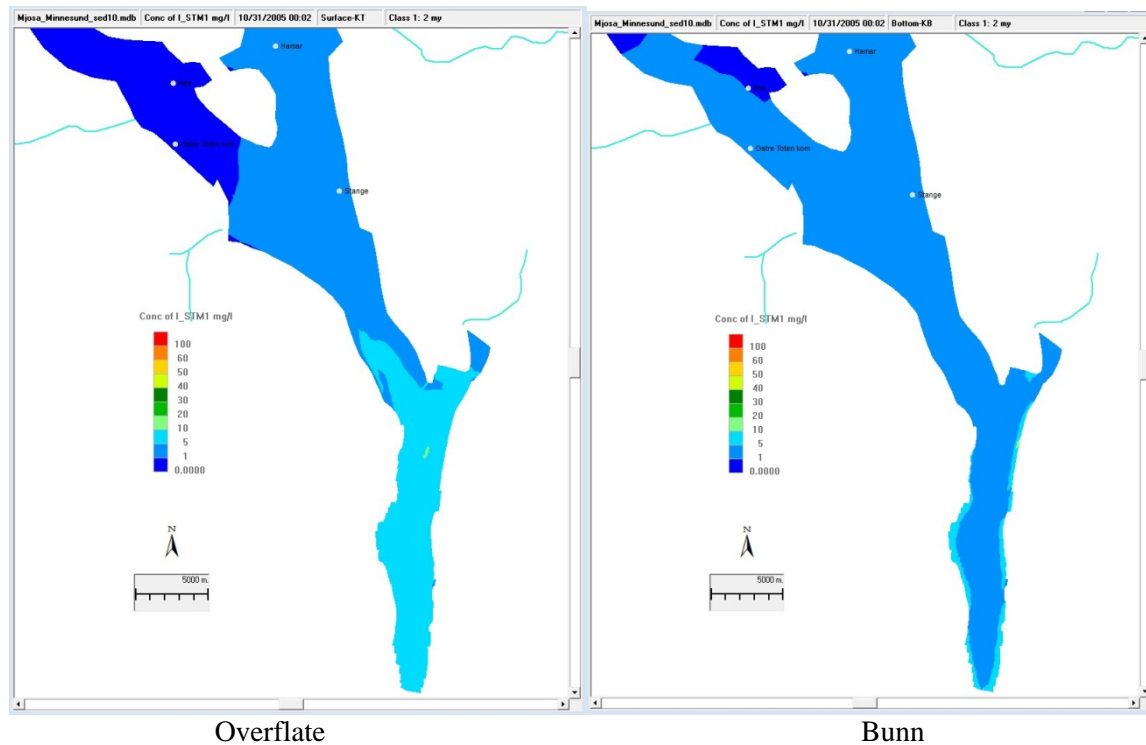 Mjosa_Minnesund_sed10.mdb Conc of I_STM1 mg/l 10/31/2005 00:02 Surface-KT Class 1: 2 my
Hamar
Ostre Toten kom
Stange
Conc of I_STM1 mg/l
100
60
50
40
30
20
10
5
1
0.0000
N
5000 m.
Overflate
Mjosa_Minnesund_sed10.mdb Conc of I_STM1 mg/l 10/31/2005 00:02 Bottom-KB Class 1: 2 my
Hamar
Ostre Toten kom
Stange
Conc of I_STM1 mg/l
100
60
50
40
30
20
10
5
1
0.0000
N
5000 m.
Bunn